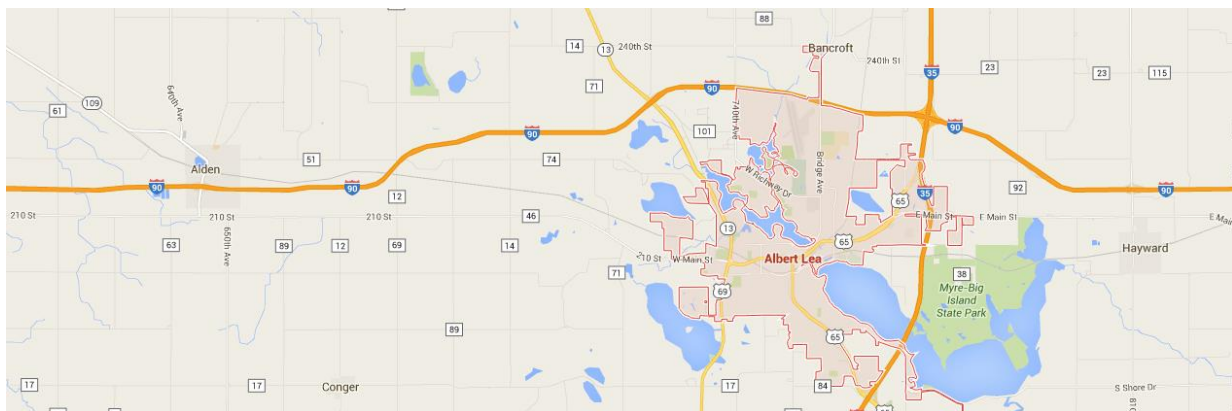 88
Bancroft
14
13
240th St
240th St
35
23
23
115
71
90
90
109
61
640th Ave
740th Ave
101
90
51
Alden
74
Bridge Ave
W Richway Dr
92
90
90
90
12
35
65
210 St
210 St
210 St
46
E Main St
E Main St
E Mai
13
65
63
650th Ave
89
12
69
14
Hayward
210 St
W Main St
Albert Lea
71
38
Myre-Big
Island
State Park
69
89
65
17
17
Conger
17
84
S Shore Dr